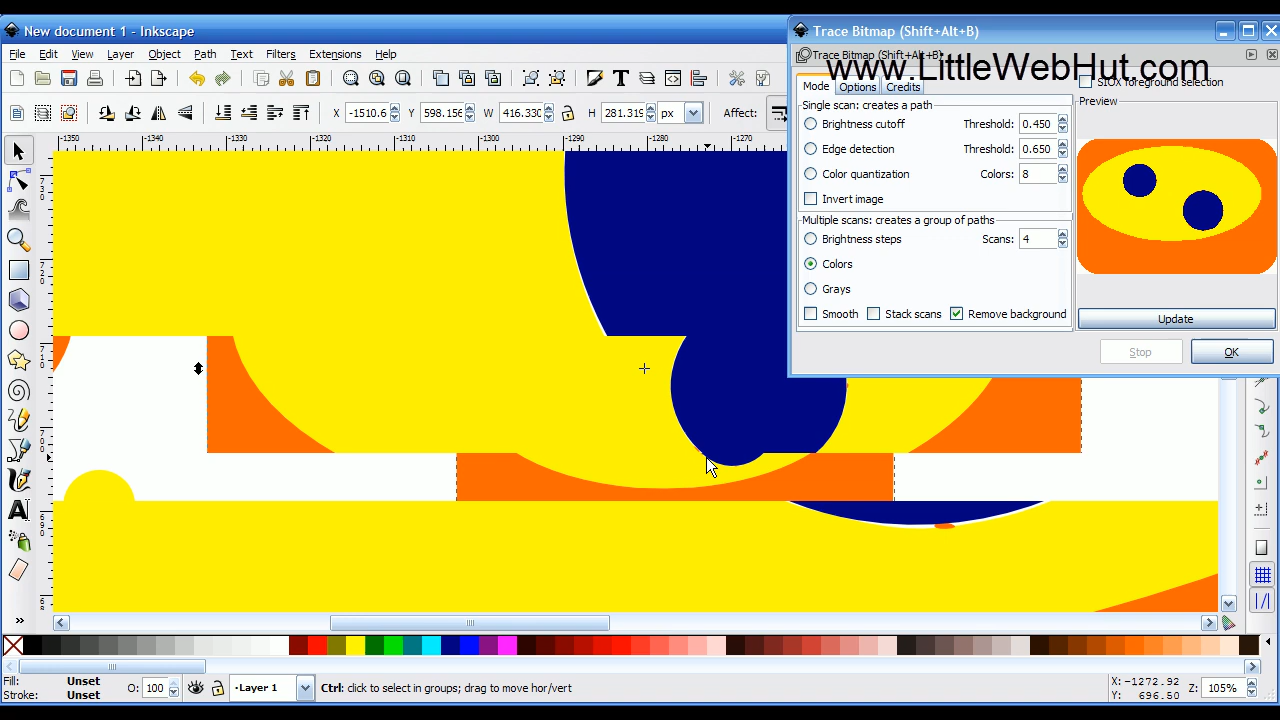 New document 1 - Inkscape
File Edit View Layer Object Path Text Filters Extensions Help
X -1510.6 Y 598.156 W 416.330 H 281.319 px Affect:
-1350 -1340 -1330 -1320 -1310 -1300 -1290 -1280 -1270
Trace Bitmap (Shift+Alt+B)
Trace Bitmap (Shift+Alt+B)
www.LittleWebHut.com
Mode Options Credits
SIOX foreground selection
Single scan: creates a path
Preview
Brightness cutoff Threshold: 0.450
Edge detection Threshold: 0.650
Color quantization Colors: 8
Invert image
Multiple scans: creates a group of paths
Brightness steps Scans: 4
Colors
Grays
Smooth Stack scans Remove background
Update
Stop OK
Fill: Unset
Stroke: Unset
O: 100
Layer 1
Ctrl: click to select in groups; drag to move hor/vert
X: -1272.92
Y: 696.50
Z: 105%